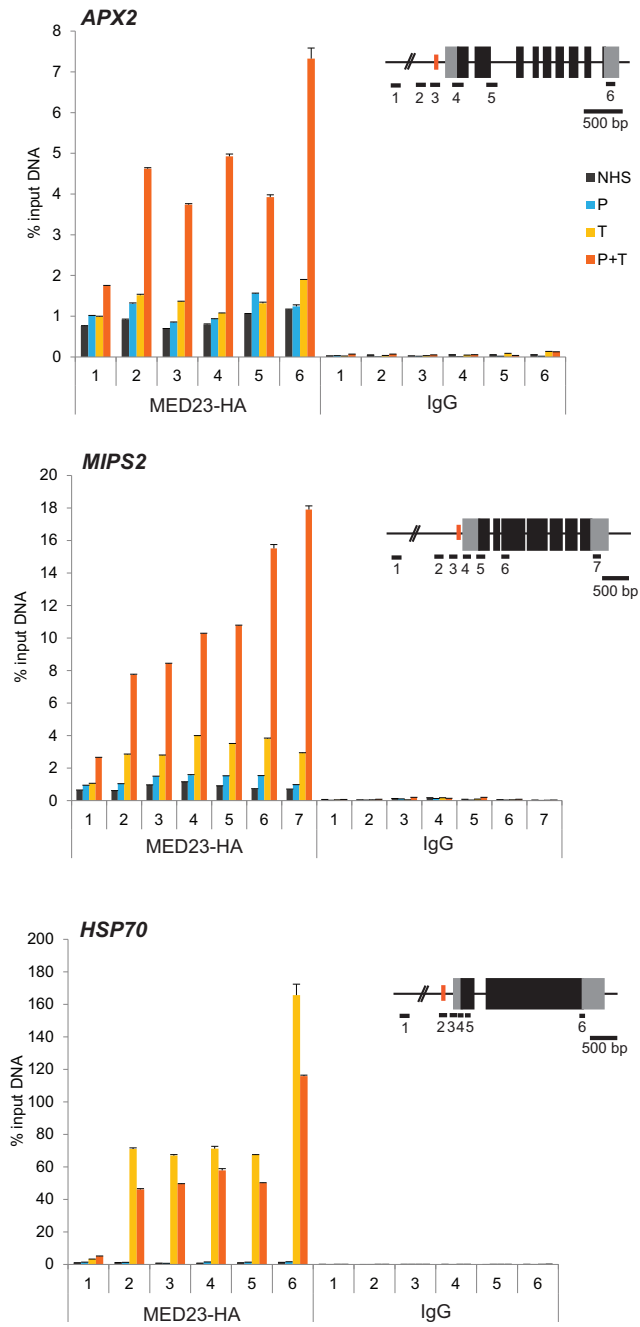 APX2
8
7
6
5
4
3
2
1
0
% input DNA
1 2 3 4 5 6 1 2 3 4 5 6
MED23-HA IgG
1 2 3 4 5 6
500 bp
NHS
P
T
P+T
MIPS2
20
18
16
14
12
10
8
6
4
2
0
% input DNA
1 2 3 4 5 6 7 1 2 3 4 5 6 7
MED23-HA IgG
1 2 3 4 5 6 7
500 bp
HSP70
200
180
160
140
120
100
80
60
40
20
0
% input DNA
1 2 3 4 5 6 1 2 3 4 5 6
MED23-HA IgG
1 2 3 4 5 6
500 bp